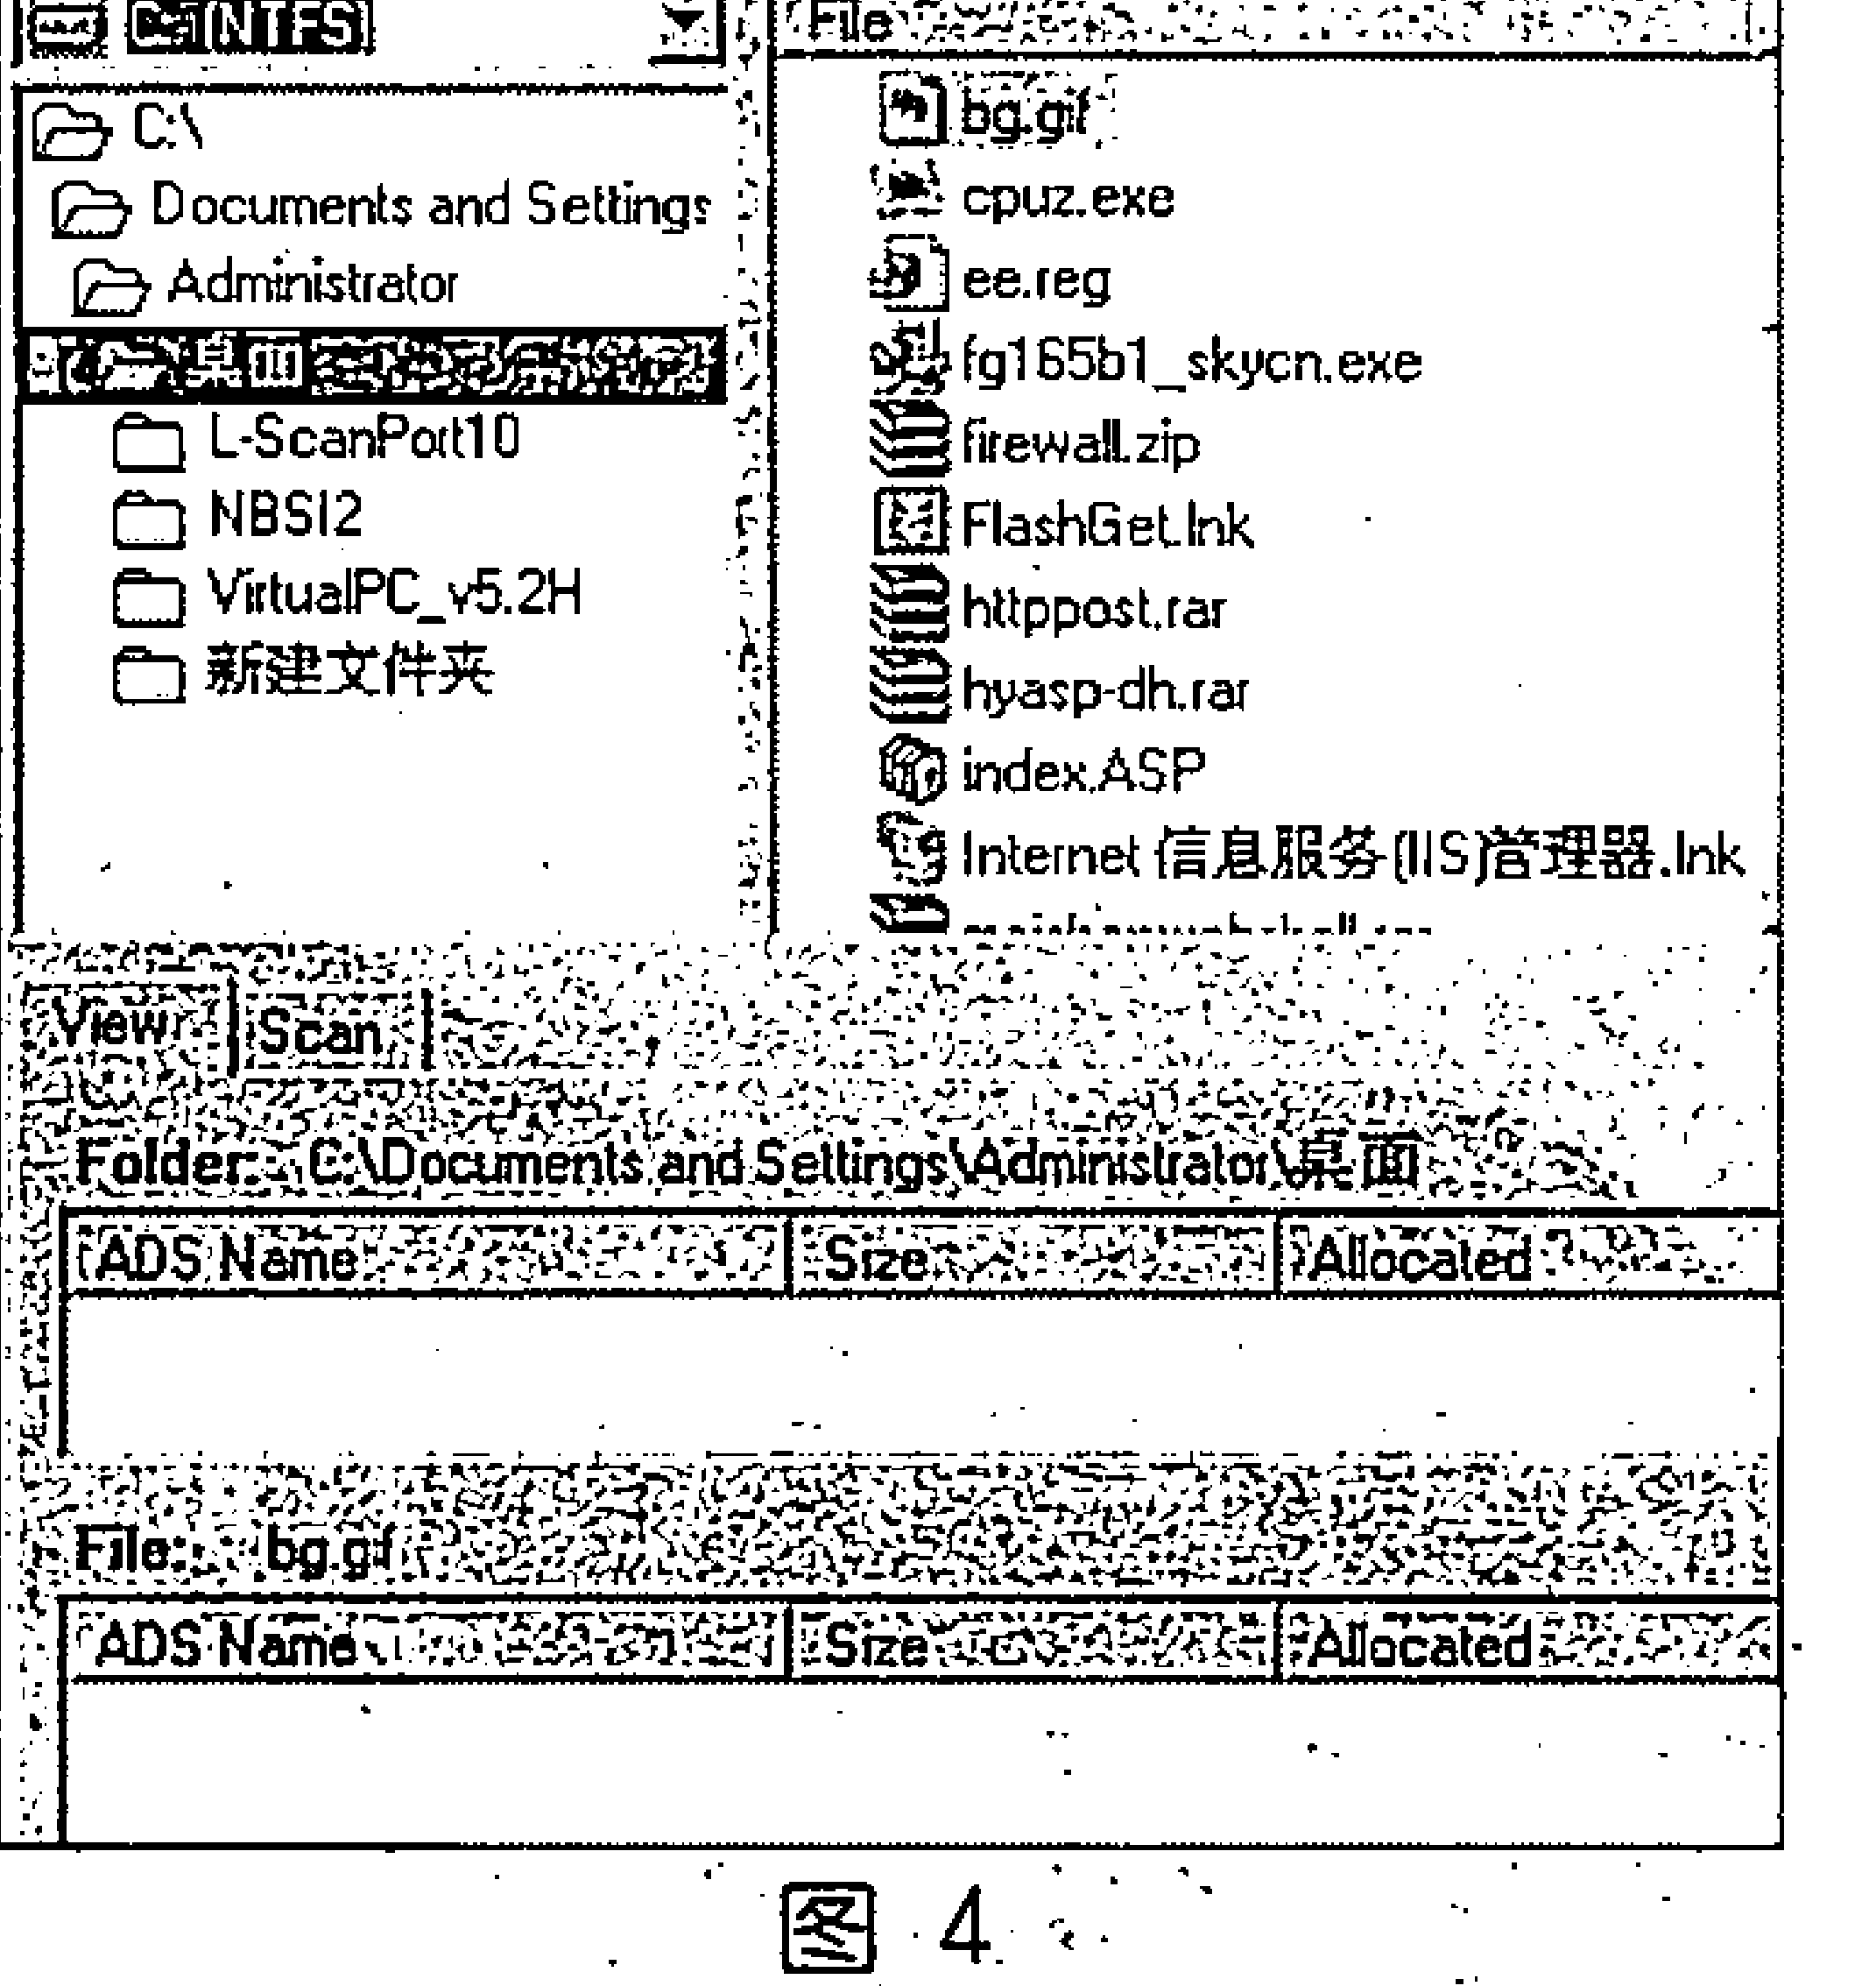 C: [NTFS]
C:\
Documents and Settings
Administrator
桌面
L-ScanPort10
NBSI2
VirtualPC_v5.2H
新建文件夹
File
bg.gif
cpuz.exe
ee.reg
fg165b1_skycn.exe
firewall.zip
FlashGet.lnk
httppost.rar
hyasp-dh.rar
index.ASP
Internet 信息服务(IIS)管理器.lnk
View Scan
Folder: C:\Documents and Settings\Administrator\桌面
ADS Name Size Allocated
File: bg.gif
ADS Name Size Allocated
图 4